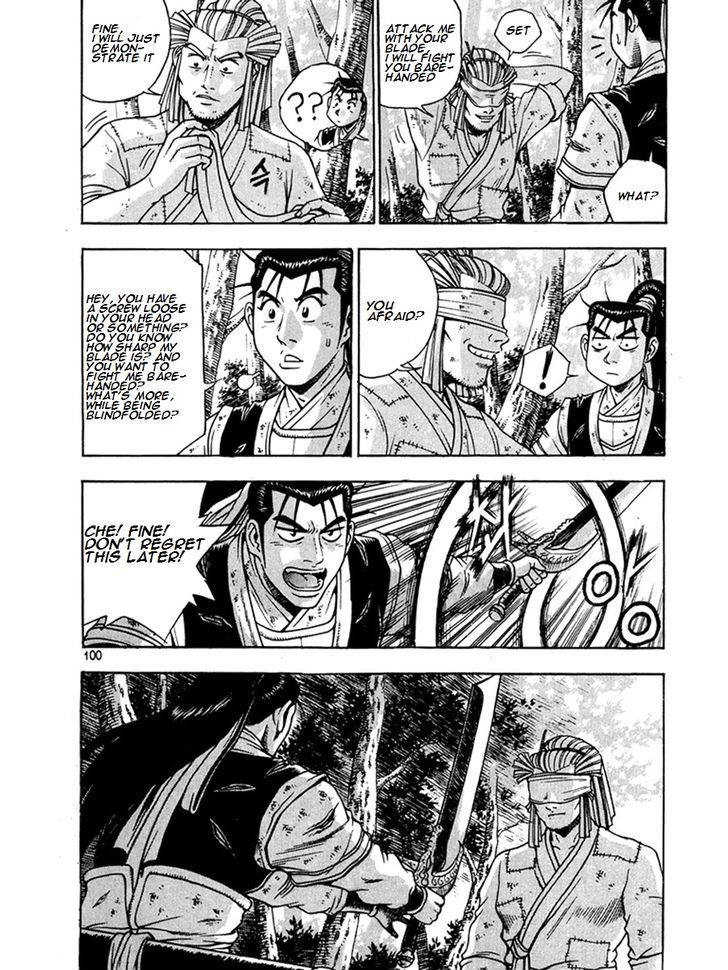 FINE,
I WILL JUST
DEMON-
STRATE IT
??
스
ATTACK ME
WITH YOUR
BLADE,
I WILL FIGHT
YOU BARE-
HANDED
SET
WHAT?
HEY, YOU HAVE
A SCREW LOOSE
IN YOUR HEAD
OR SOMETHING?
DO YOU KNOW
HOW SHARP MY
BLADE IS? AND
YOU WANT TO
FIGHT ME BARE-
HANDED?
WHAT'S MORE,
WHILE BEING
BLINDFOLDED?
YOU
AFRAID?
!
CHE! FINE!
DON'T REGRET
THIS LATER!
100